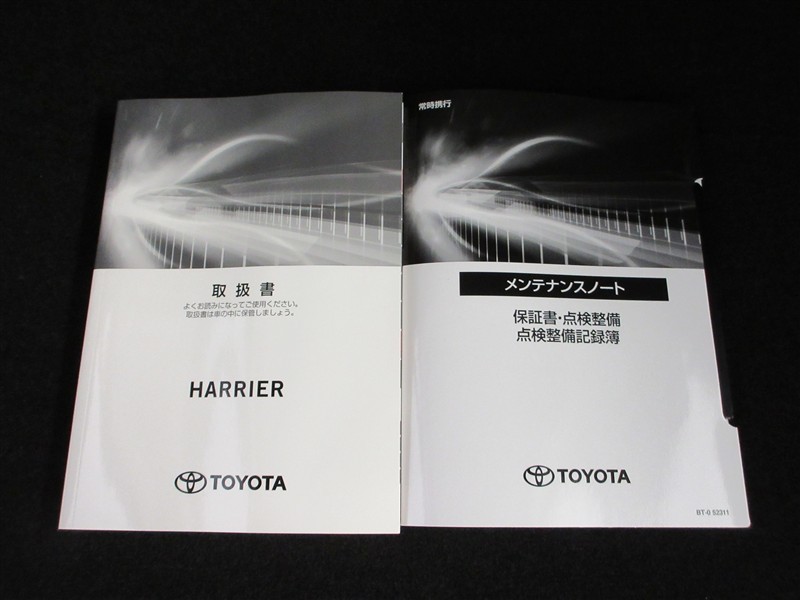 取扱書
よくお読みになってご使用ください。
取扱書は車の中に保管しましょう。
HARRIER
TOYOTA
常時携行
メンテナンスノート
保証書・点検整備
点検整備記録簿
TOYOTA
BT-0 52311